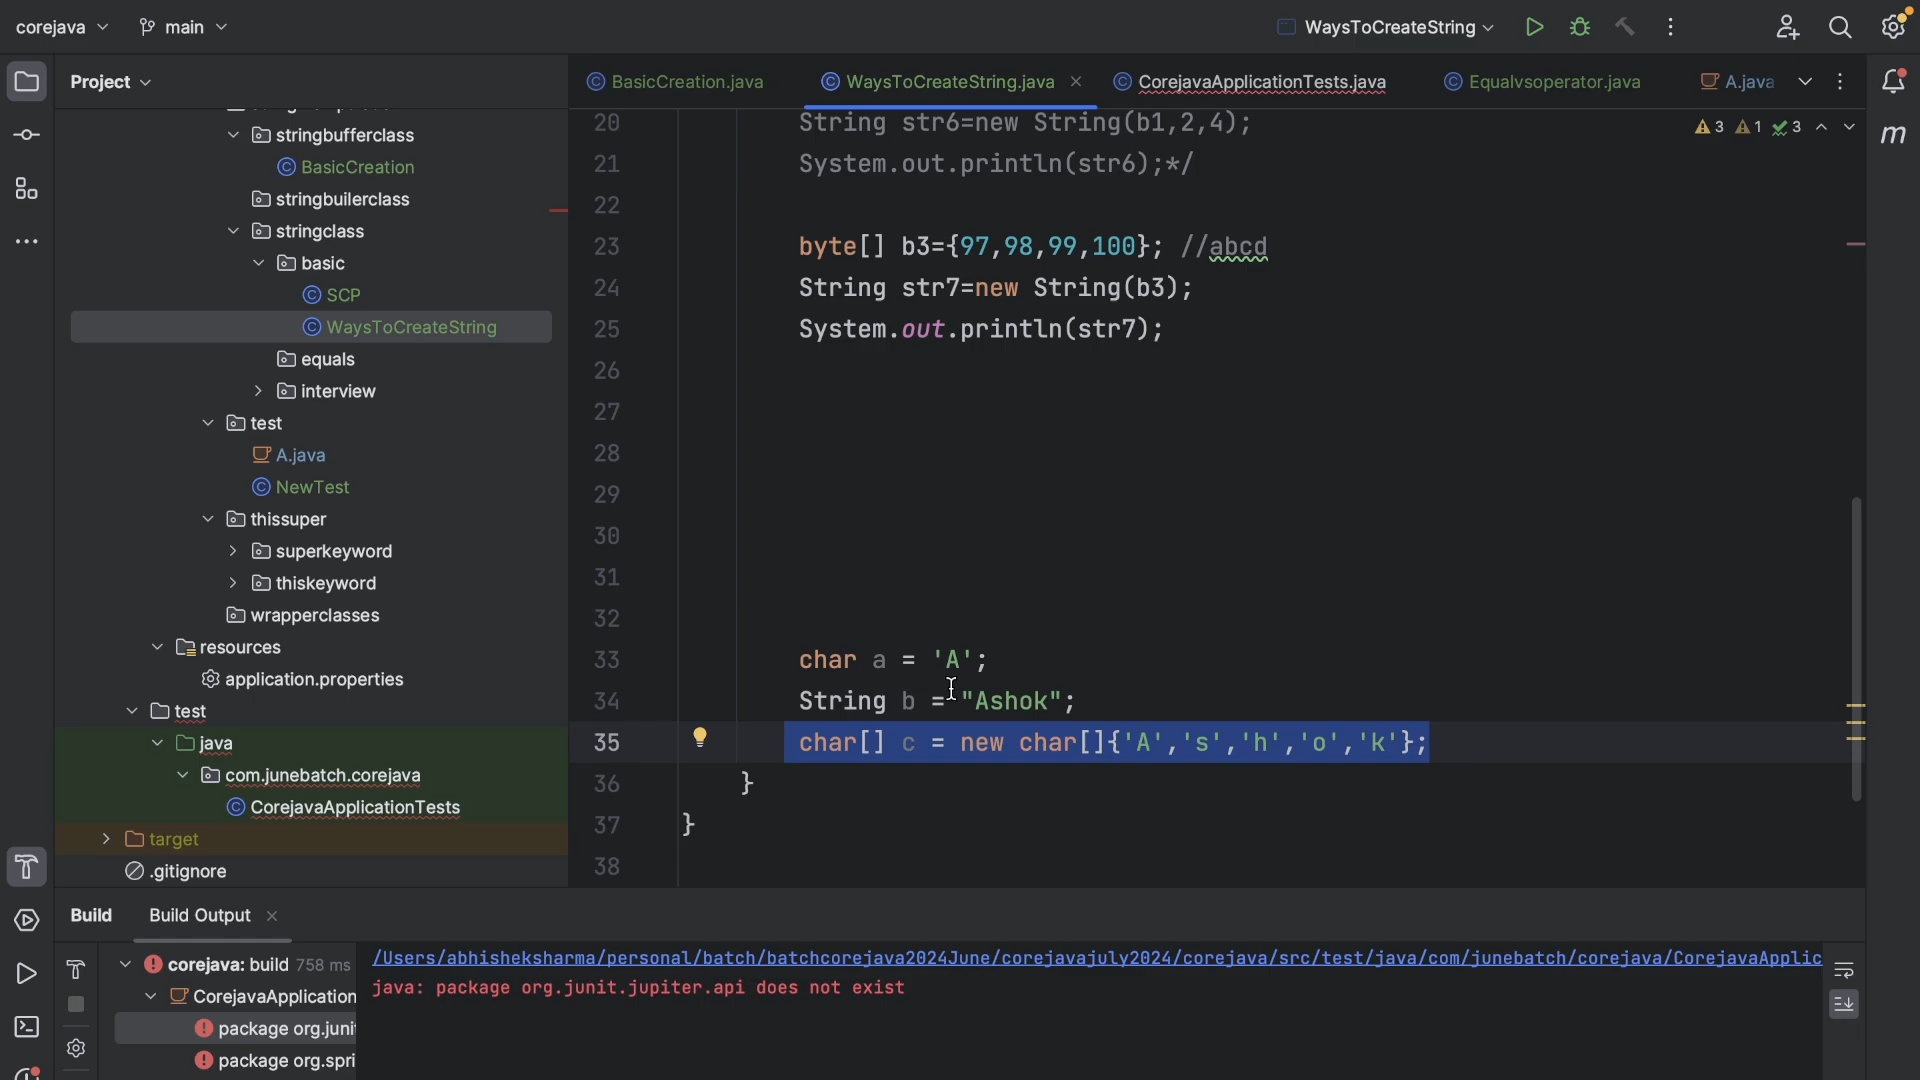 corejava
main
WaysToCreateString
Project
BasicCreation.java
WaysToCreateString.java
CorejavaApplicationTests.java
Equalvsoperator.java
A.java
stringbufferclass
BasicCreation
stringbuilerclass
stringclass
basic
SCP
WaysToCreateString
equals
interview
test
A.java
NewTest
thissuper
superkeyword
thiskeyword
wrapperclasses
resources
application.properties
test
java
com.junebatch.corejava
CorejavaApplicationTests
target
.gitignore
3 1 3
20 String str6=new String(b1,2,4);
21 System.out.println(str6);*/
22
23 byte[] b3={97,98,99,100}; //abcd
24 String str7=new String(b3);
25 System.out.println(str7);
26
27
28
29
30
31
32
33 char a = 'A';
34 String b = "Ashok";
35 char[] c = new char[]{'A','s','h','o','k'};
36 }
37 }
38
m
Build
Build Output
corejava: build 758 ms
CorejavaApplication
package org.juni
package org.spri
/Users/abhisheksharma/personal/batch/batchcorejava2024June/corejavajuly2024/corejava/src/test/java/com/junebatch/corejava/CorejavaApplic
java: package org.junit.jupiter.api does not exist